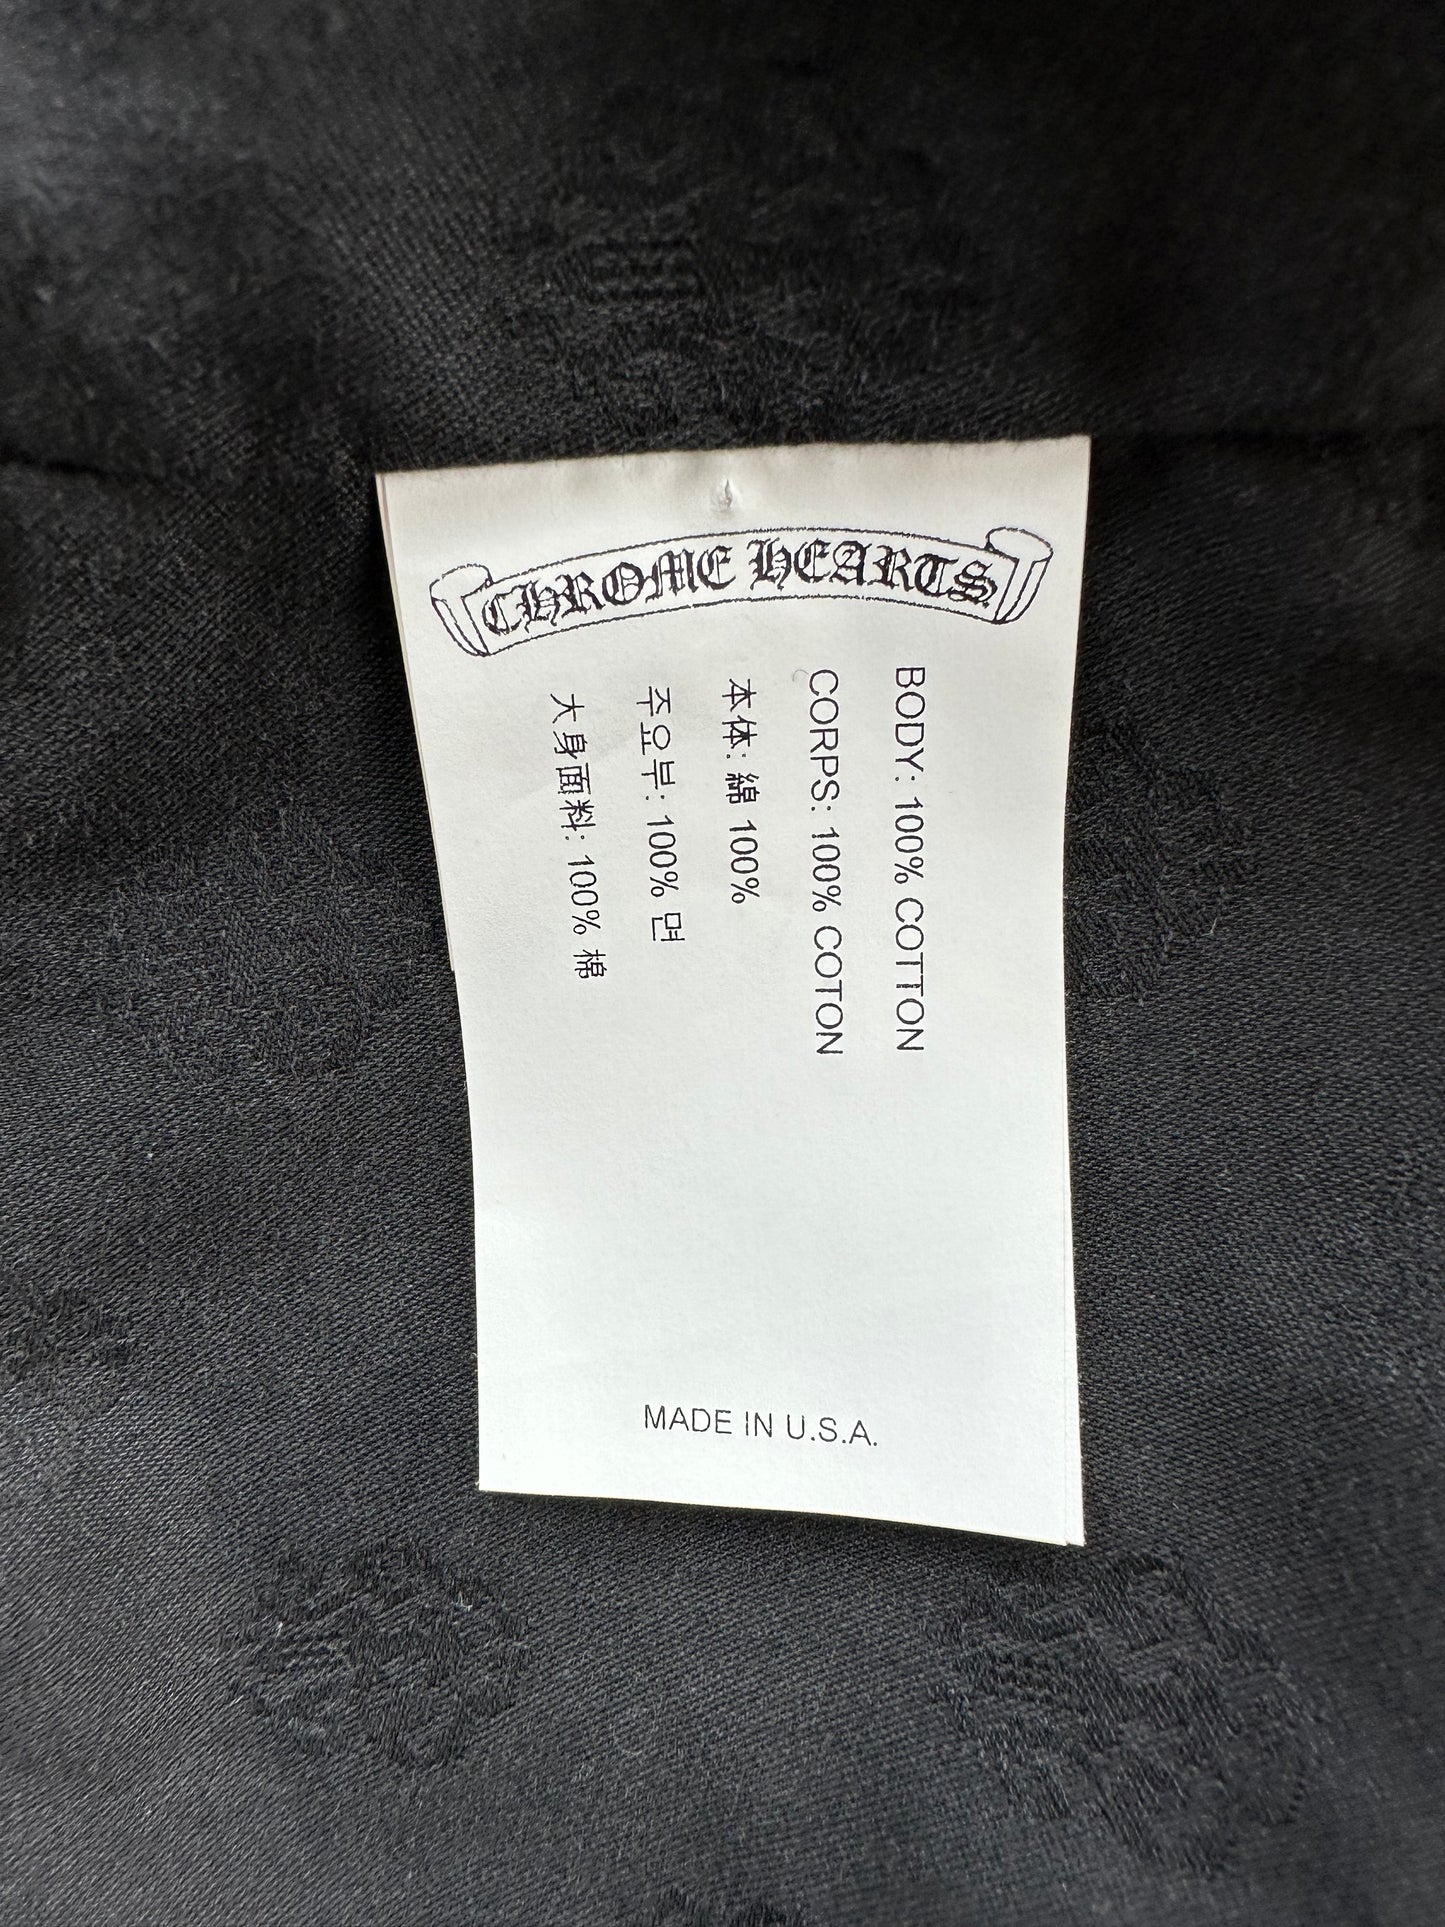 CHROME HEARTS
BODY: 100% COTTON
CORPS: 100% COTON
本体: 綿 100%
주요부: 100% 면
大身面料: 100% 棉
MADE IN U.S.A.